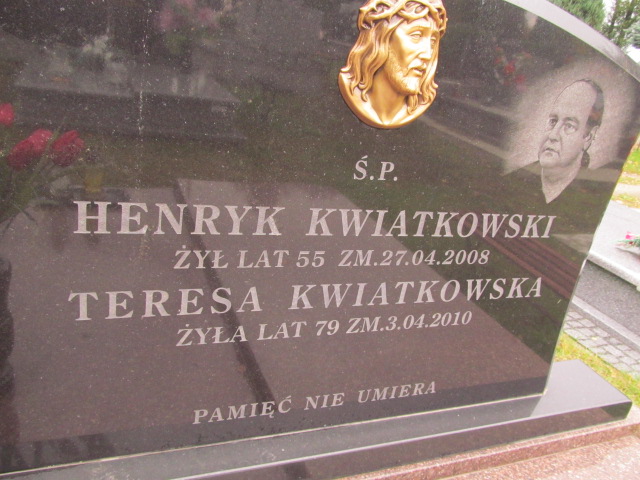 Ś.P.
HENRYK KWIATKOWSKI
ŻYŁ LAT 55 ZM.27.04.2008
TERESA KWIATKOWSKA
ŻYŁA LAT 79 ZM.3.04.2010
PAMIĘĆ NIE UMIERA